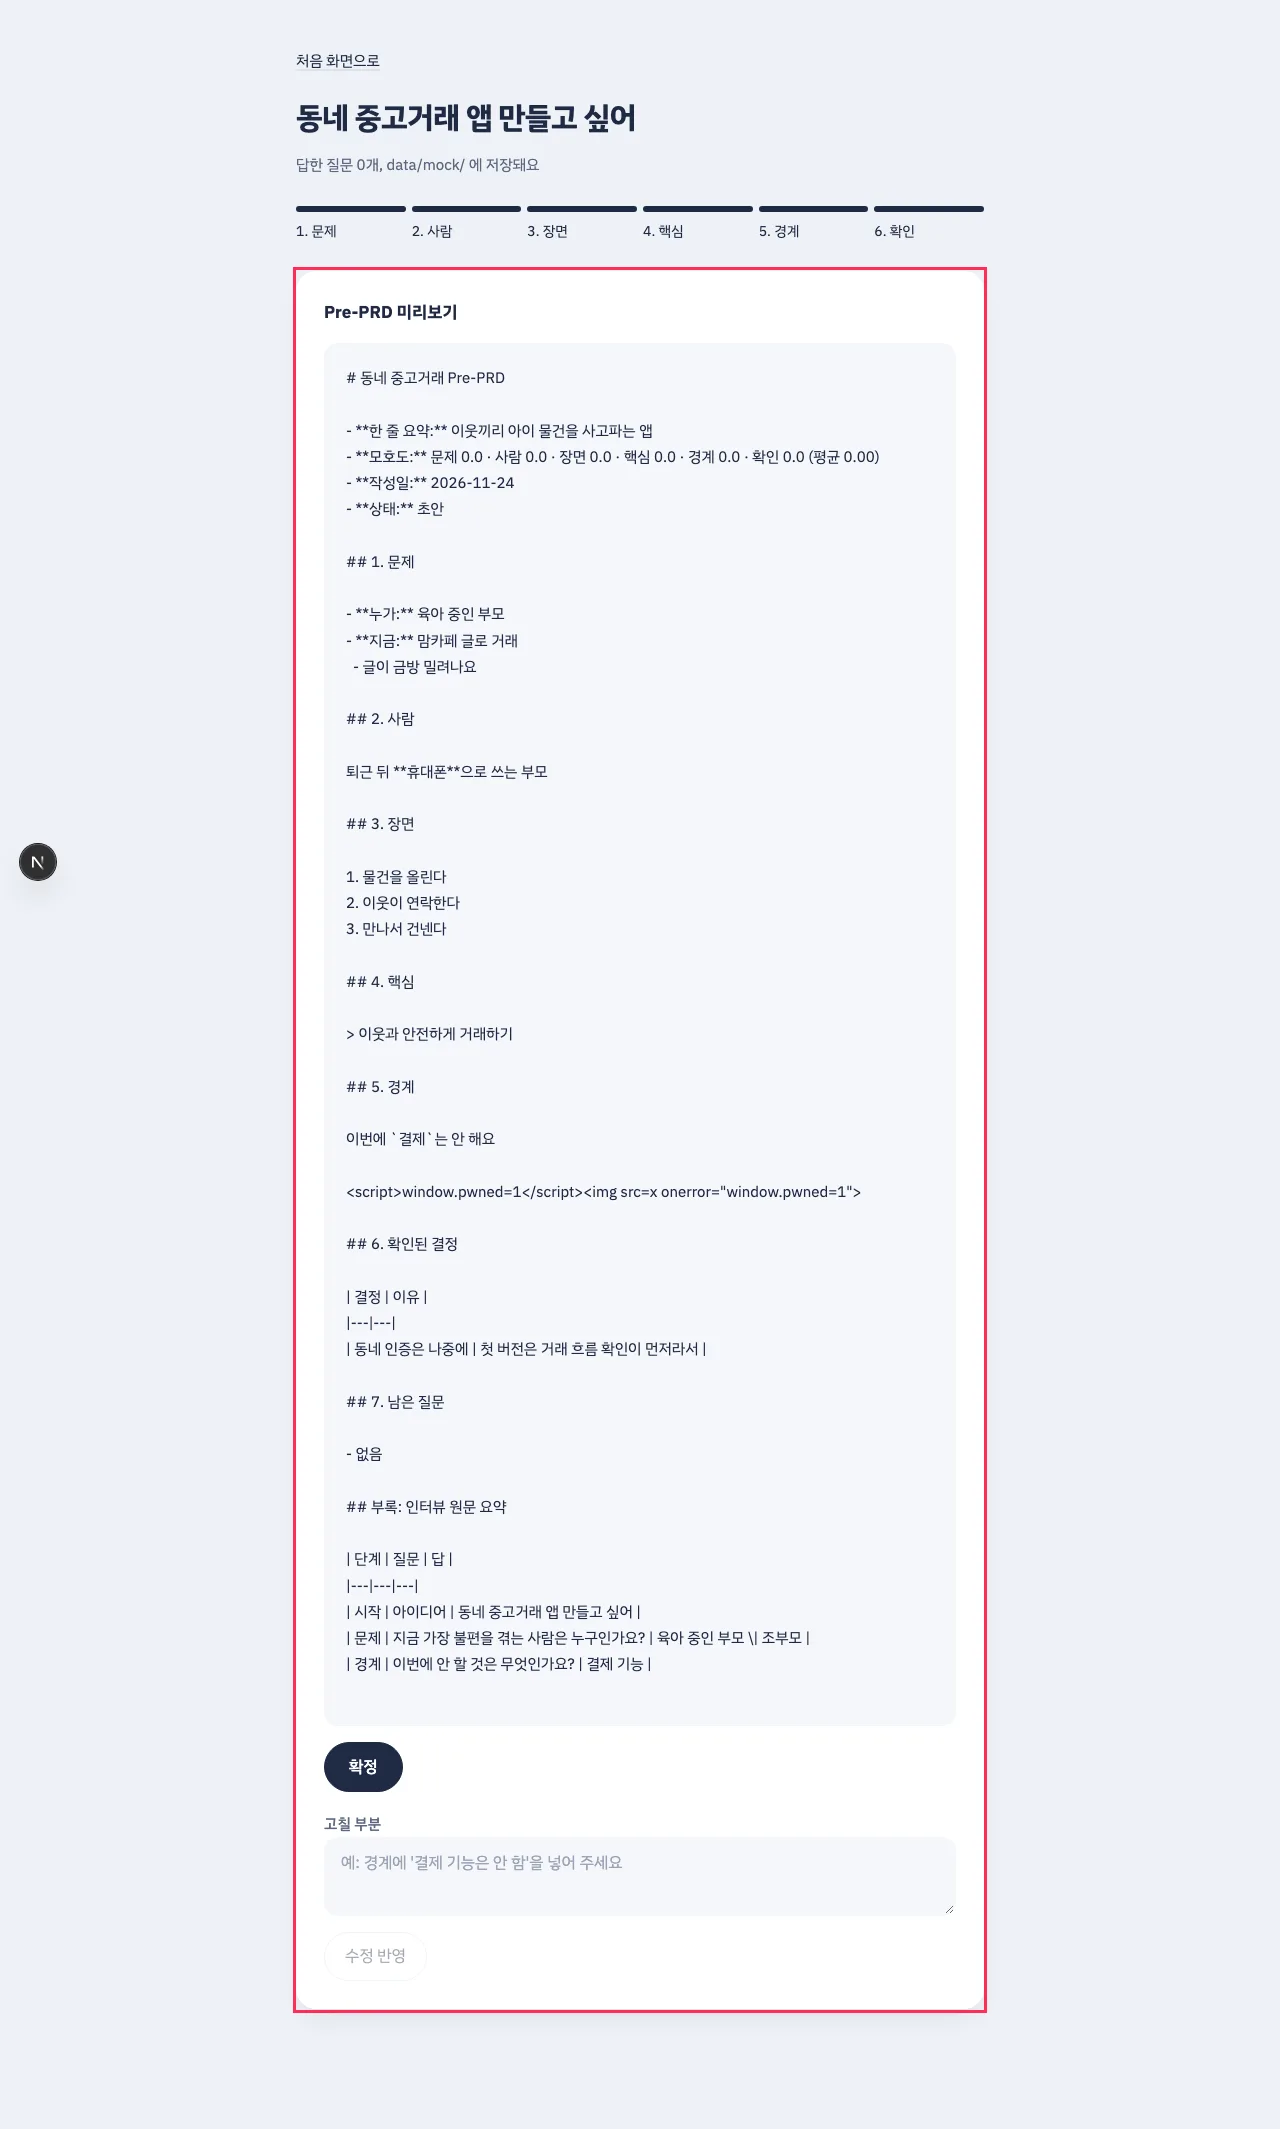 처음 화면으로
동네 중고거래 앱 만들고 싶어
답한 질문 0개, data/mock/ 에 저장돼요
1. 문제
2. 사람
3. 장면
4. 핵심
5. 경계
6. 확인
Pre-PRD 미리보기
# 동네 중고거래 Pre-PRD
- **한 줄 요약:** 이웃끼리 아이 물건을 사고파는 앱
- **모호도:** 문제 0.0 · 사람 0.0 · 장면 0.0 · 핵심 0.0 · 경계 0.0 · 확인 0.0 (평균 0.00)
- **작성일:** 2026-11-24
- **상태:** 초안
## 1. 문제
- **누가:** 육아 중인 부모
- **지금:** 맘카페 글로 거래
  - 글이 금방 밀려나요
## 2. 사람
퇴근 뒤 **휴대폰**으로 쓰는 부모
## 3. 장면
1. 물건을 올린다
2. 이웃이 연락한다
3. 만나서 건넨다
## 4. 핵심
> 이웃과 안전하게 거래하기
## 5. 경계
이번에 `결제`는 안 해요
<script>window.pwned=1</script><img src=x onerror="window.pwned=1">
## 6. 확인된 결정
| 결정 | 이유 |
|---|---|
| 동네 인증은 나중에 | 첫 버전은 거래 흐름 확인이 먼저라서 |
## 7. 남은 질문
- 없음
## 부록: 인터뷰 원문 요약
| 단계 | 질문 | 답 |
|---|---|---|
| 시작 | 아이디어 | 동네 중고거래 앱 만들고 싶어 |
| 문제 | 지금 가장 불편을 겪는 사람은 누구인가요? | 육아 중인 부모 \| 조부모 |
| 경계 | 이번에 안 할 것은 무엇인가요? | 결제 기능 |
확정
고칠 부분
예: 경계에 '결제 기능은 안 함'을 넣어 주세요
수정 반영
N